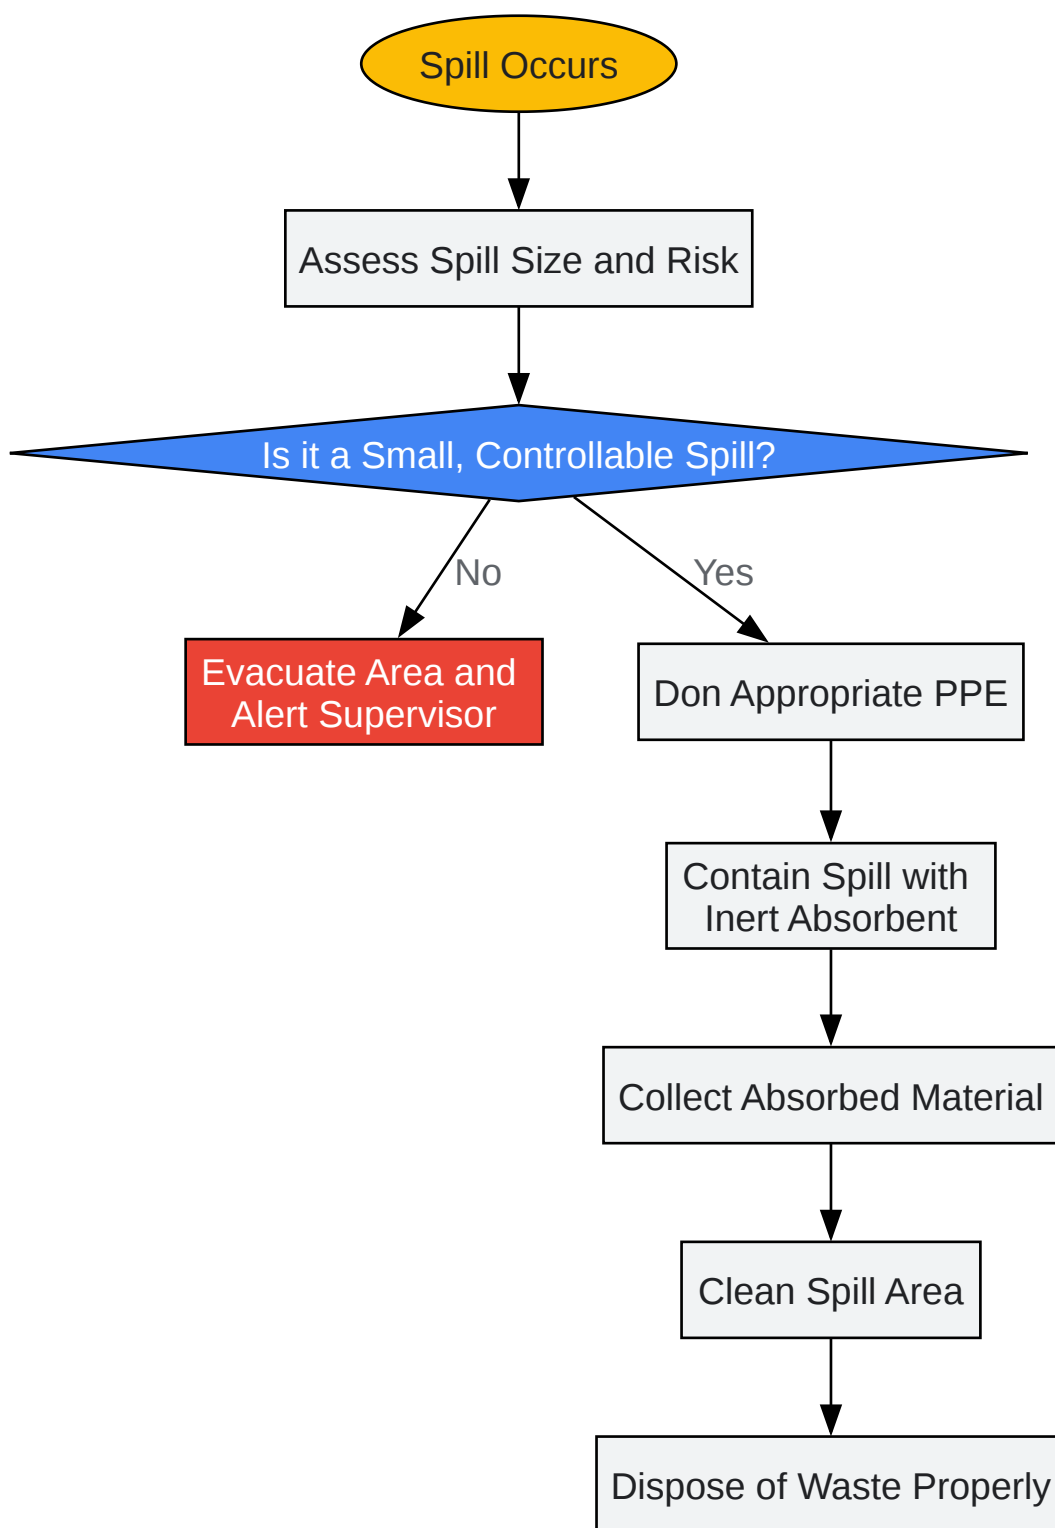 Spill Occurs
Assess Spill Size and Risk
Is it a Small, Controllable Spill?
No
Yes
Evacuate Area and
Alert Supervisor
Don Appropriate PPE
Contain Spill with
Inert Absorbent
Collect Absorbed Material
Clean Spill Area
Dispose of Waste Properly